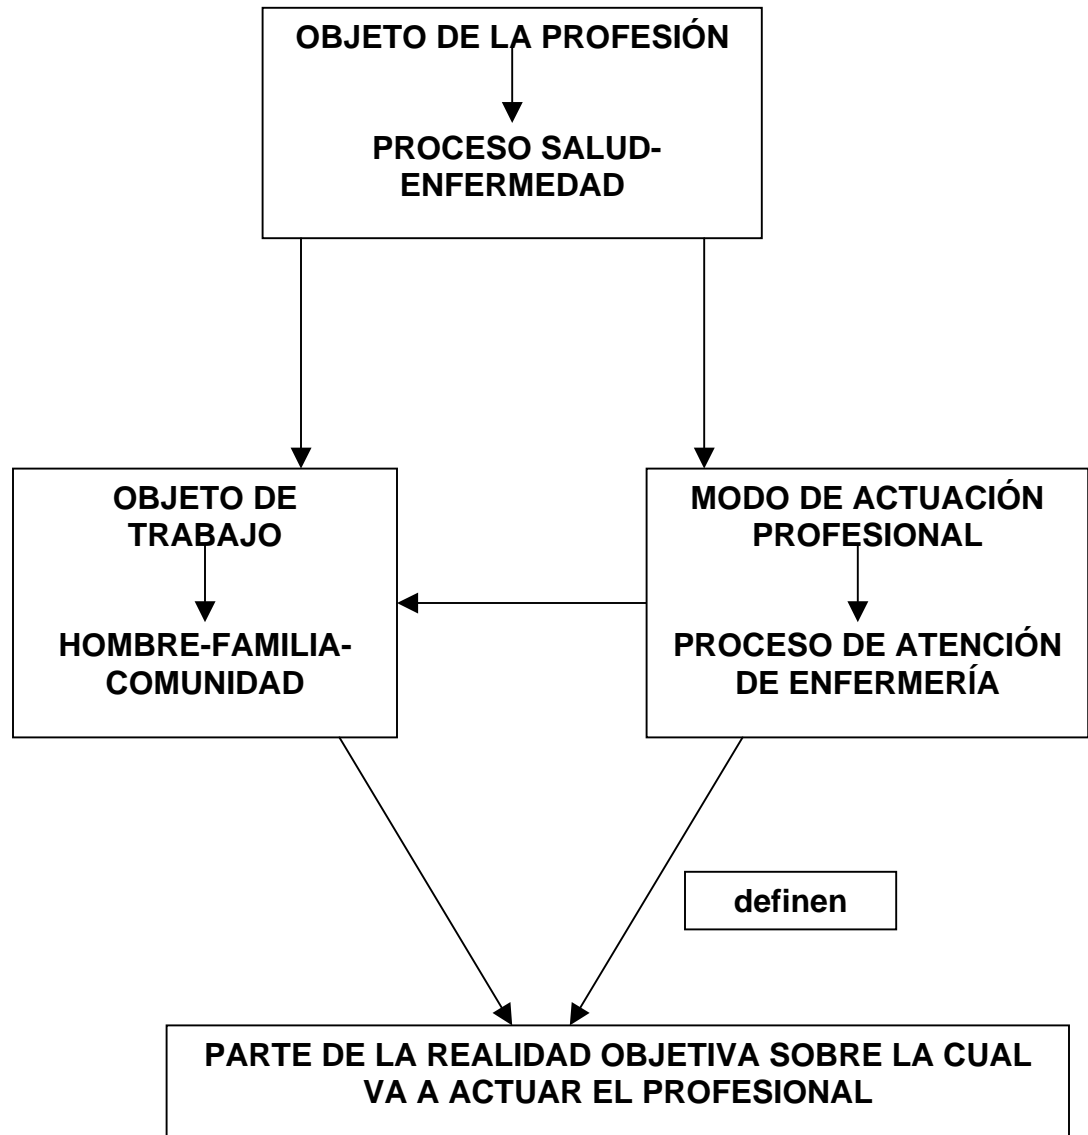 OBJETO DE LA PROFESIÓN
PROCESO SALUD-
ENFERMEDAD
OBJETO DE
TRABAJO
HOMBRE-FAMILIA-
COMUNIDAD
MODO DE ACTUACIÓN
PROFESIONAL
PROCESO DE ATENCIÓN
DE ENFERMERÍA
definen
PARTE DE LA REALIDAD OBJETIVA SOBRE LA CUAL
VA A ACTUAR EL PROFESIONAL